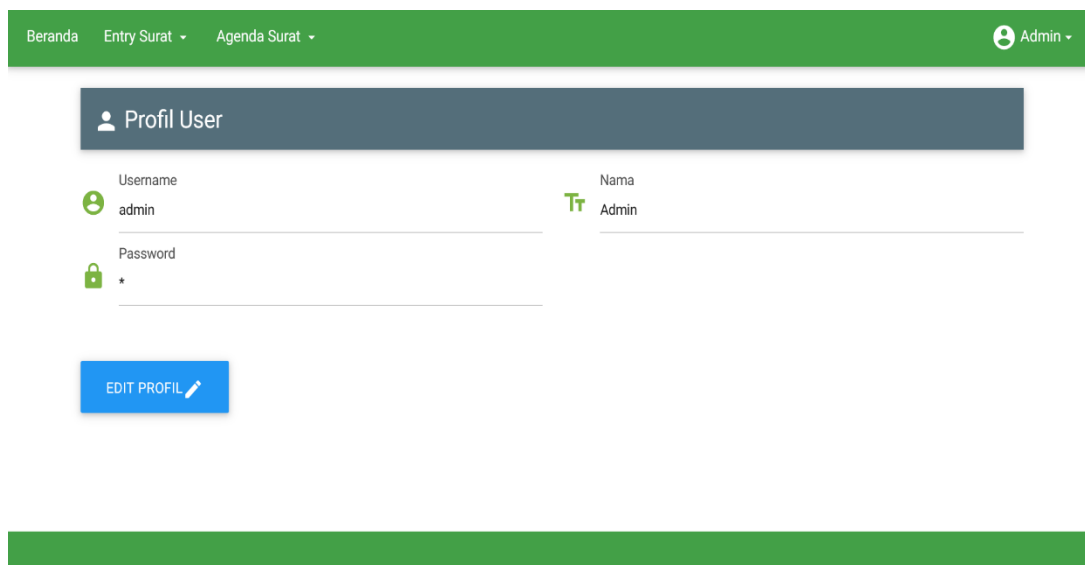 Beranda Entry Surat Agenda Surat Admin
Profil User
Username Nama
admin Admin
Password
*
EDIT PROFIL